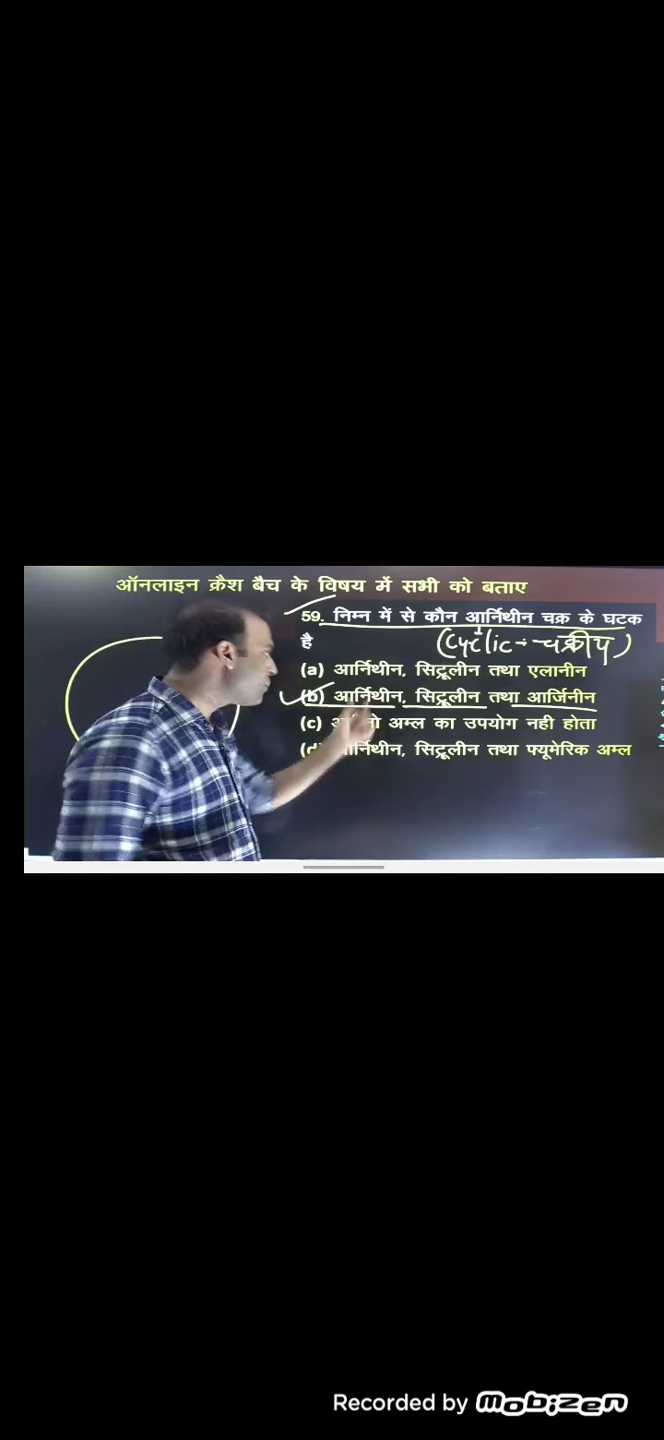 ऑनलाइन क्रैश बैच के विषय में सभी को बताए
59. निम्न में से कौन आर्निथीन चक्र के घटक
है
(Cyclic → चक्रीय)
(a) आर्निथीन, सिट्रूलीन तथा एलानीन
(b) आर्निथीन, सिट्रूलीन तथा आर्जिनीन
(c) अम्ल का उपयोग नही होता
(d) आर्निथीन, सिट्रूलीन तथा फ्यूमेरिक अम्ल
Recorded by mobizen